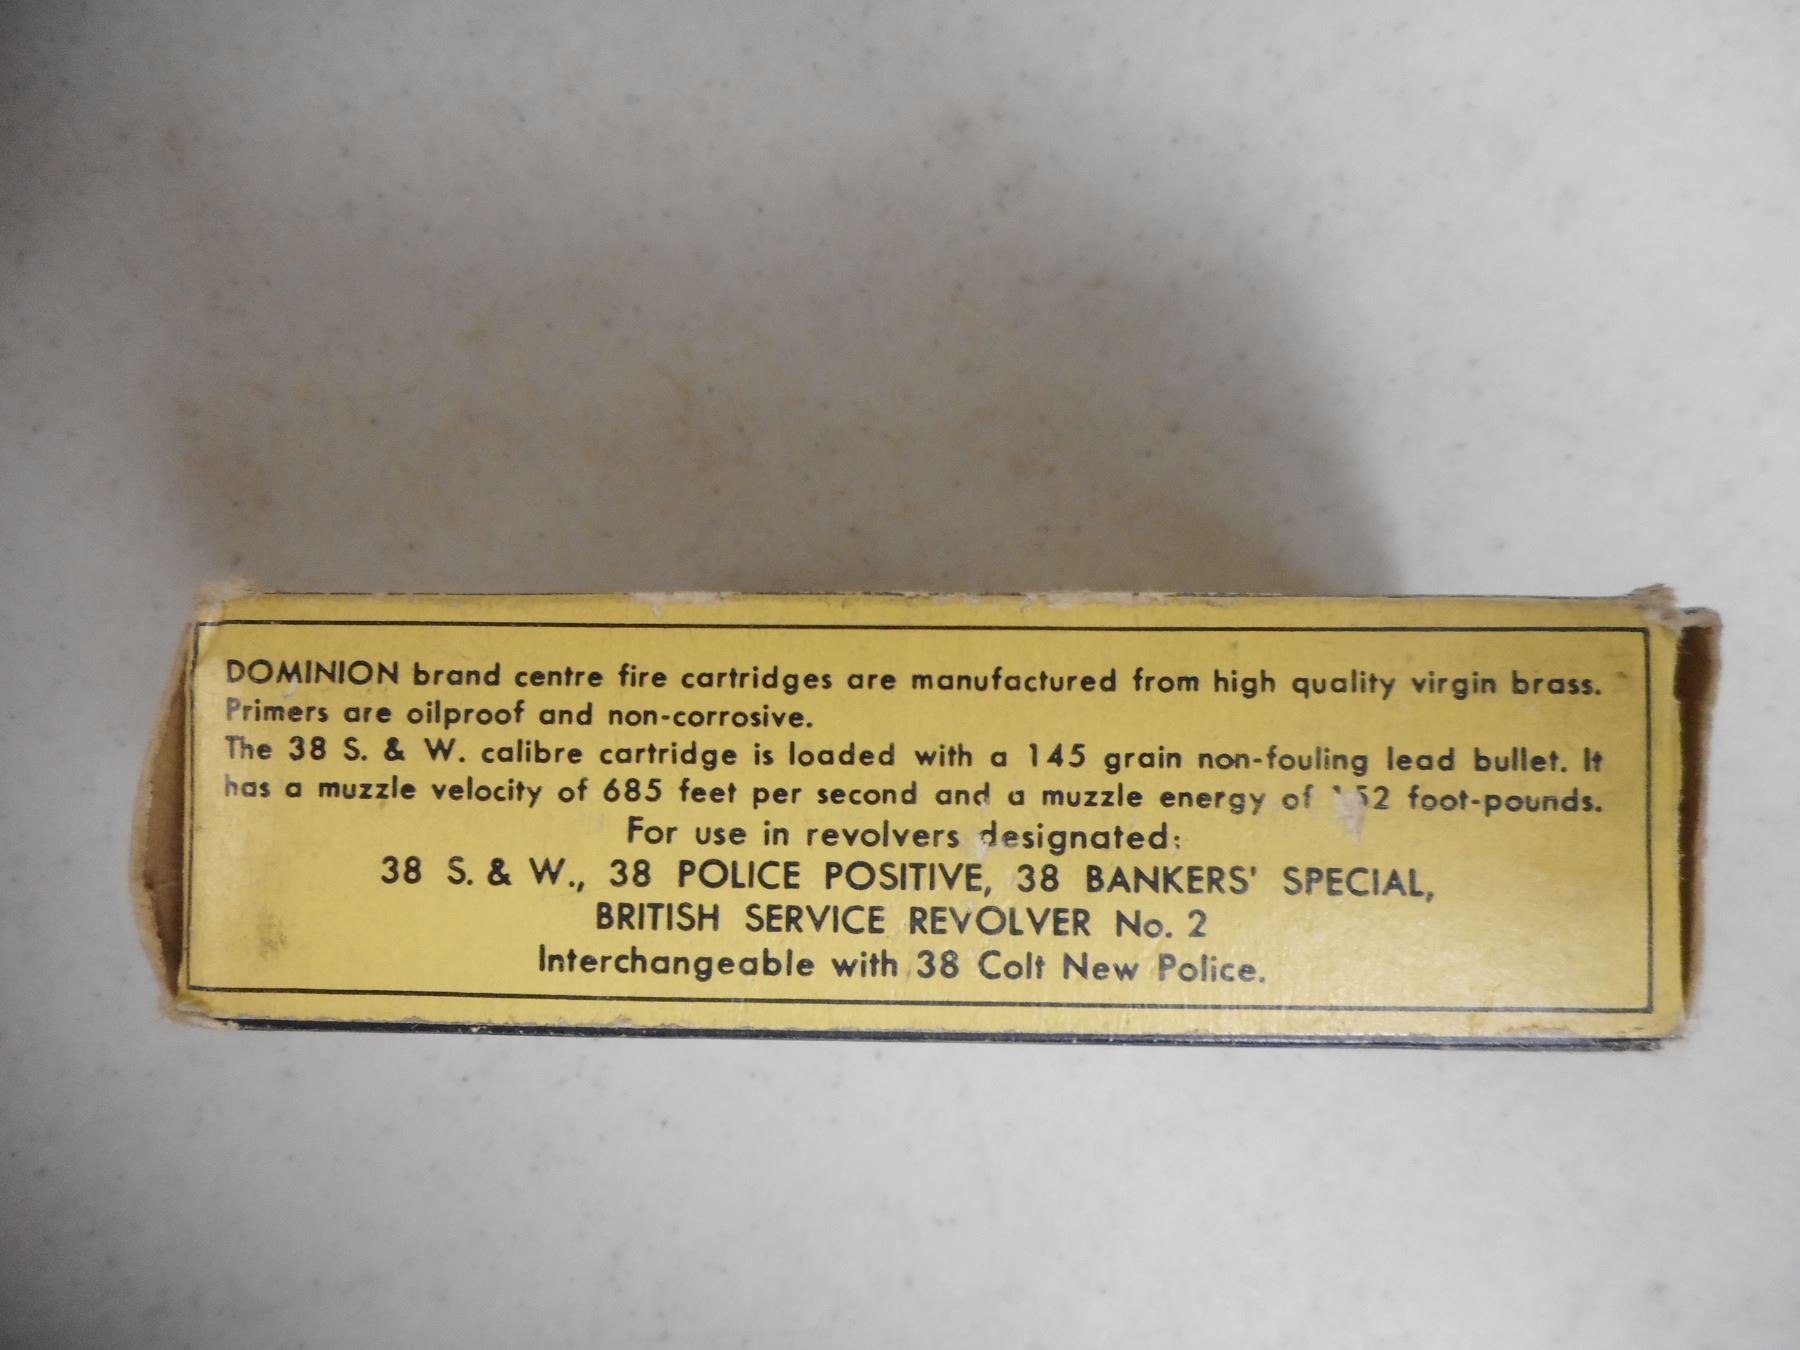 DOMINION brand centre fire cartridges are manufactured from high quality virgin brass.
Primers are oilproof and non-corrosive.
The 38 S. & W. calibre cartridge is loaded with a 145 grain non-fouling lead bullet. It
has a muzzle velocity of 685 feet per second and a muzzle energy of foot-pounds.
For use in revolvers designated:
38 S. & W., 38 POLICE POSITIVE, 38 BANKERS' SPECIAL,
BRITISH SERVICE REVOLVER No. 2
Interchangeable with 38 Colt New Police.